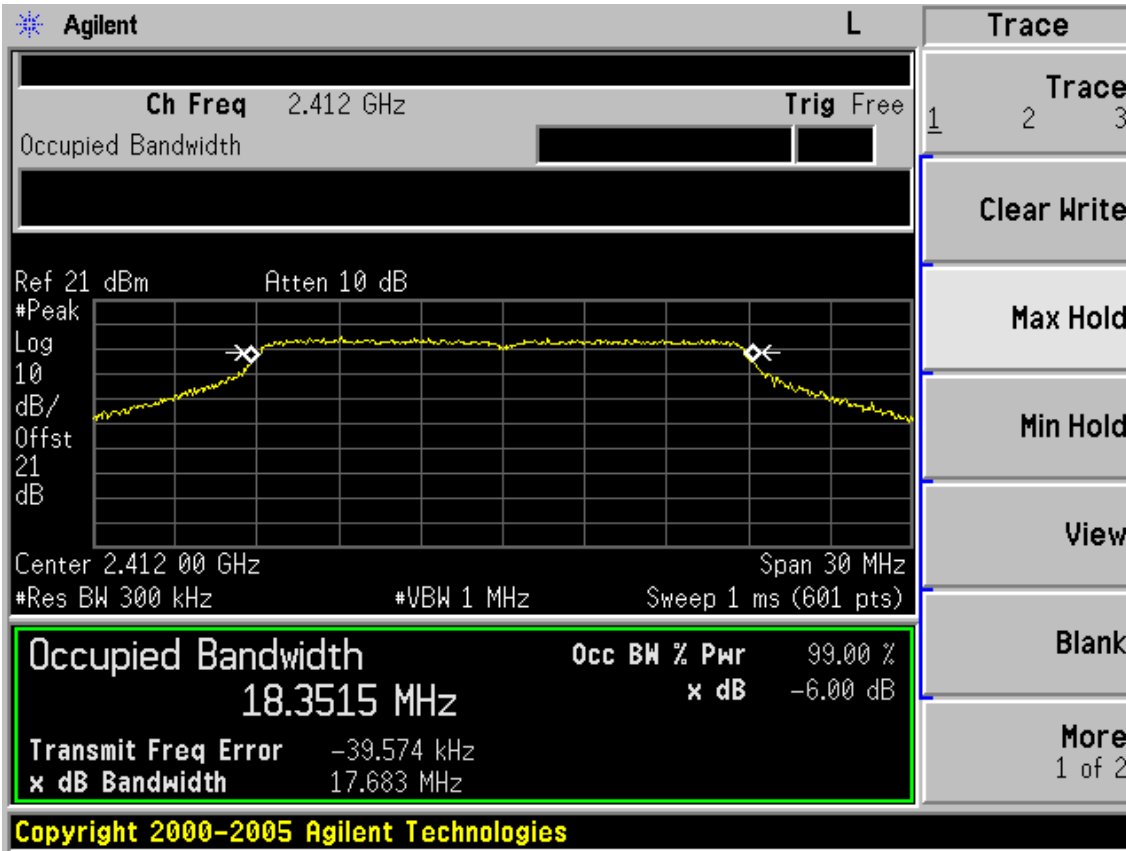 Agilent L Trace
Ch Freq 2.412 GHz Trig Free
Occupied Bandwidth
Trace
1 2 3
Clear Write
Max Hold
Min Hold
View
Blank
More
1 of 2
Ref 21 dBm Atten 10 dB
#Peak
Log
10
dB/
Offst
21
dB
Center 2.412 00 GHz Span 30 MHz
#Res BW 300 kHz #VBW 1 MHz Sweep 1 ms (601 pts)
Occupied Bandwidth Occ BW % Pwr 99.00 %
18.3515 MHz x dB -6.00 dB
Transmit Freq Error -39.574 kHz
x dB Bandwidth 17.683 MHz
Copyright 2000-2005 Agilent Technologies